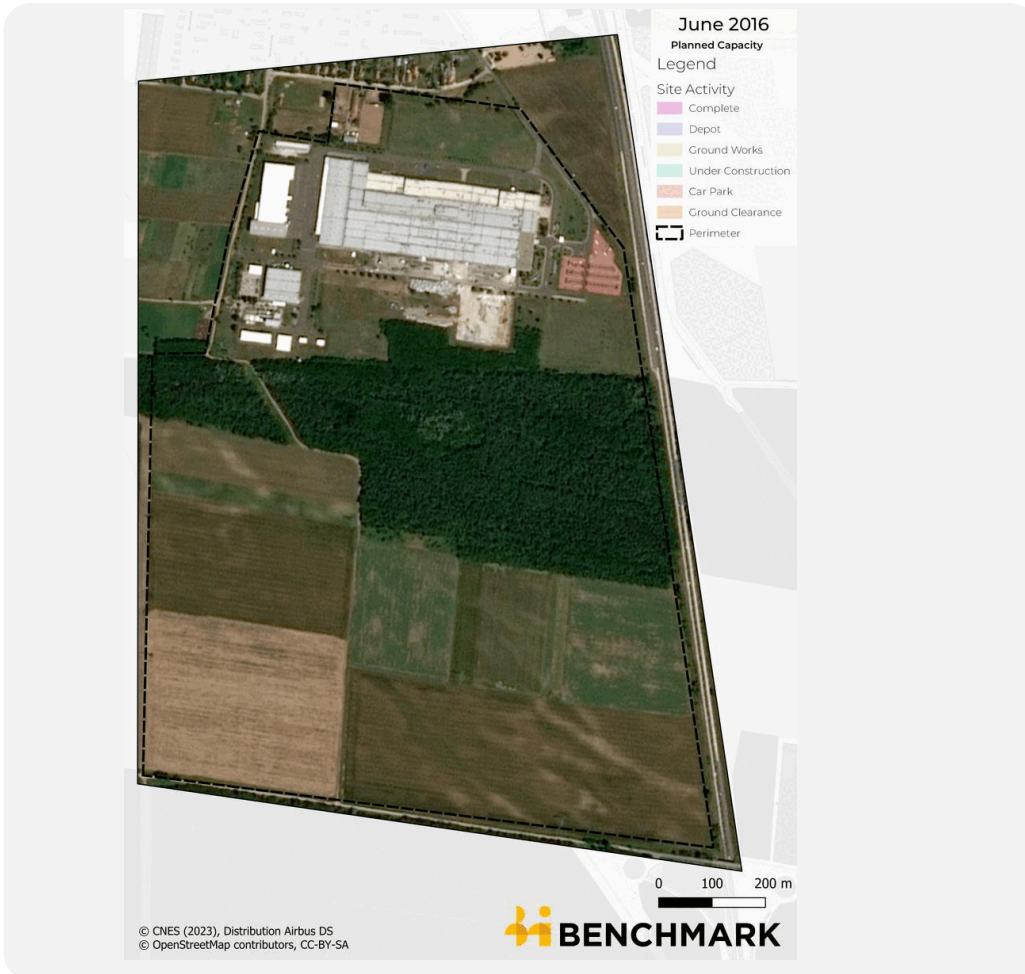 June 2016
Planned Capacity
Legend
Site Activity
Complete
Depot
Ground Works
Under Construction
Car Park
Ground Clearance
Perimeter
0 100 200 m
© CNES (2023), Distribution Airbus DS
© OpenStreetMap contributors, CC-BY-SA
BENCHMARK